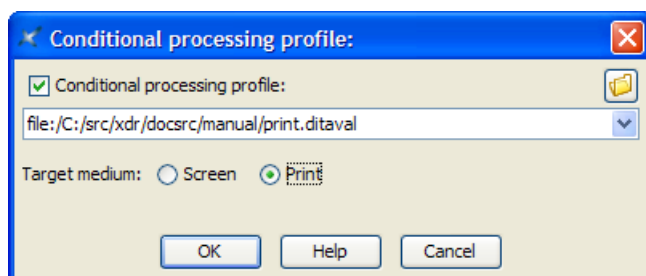 Conditional processing profile:
Conditional processing profile:
file:/C:/src/xdr/docsrc/manual/print.ditaval
Target medium: Screen Print
OK Help Cancel